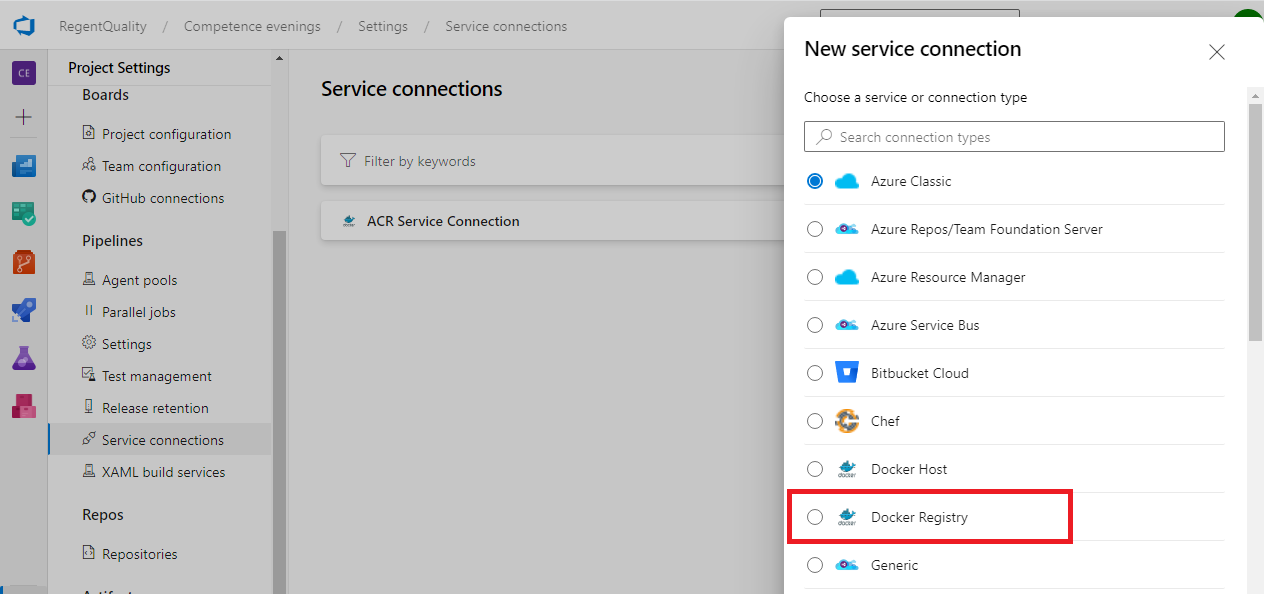 RegentQuality / Competence evenings / Settings / Service connections
CE
Project Settings
Boards
Project configuration
Team configuration
GitHub connections
Pipelines
Agent pools
Parallel jobs
Settings
Test management
Release retention
Service connections
XAML build services
Repos
Repositories
Service connections
Filter by keywords
docker
ACR Service Connection
New service connection
Choose a service or connection type
Search connection types
Azure Classic
Azure Repos/Team Foundation Server
Azure Resource Manager
Azure Service Bus
Bitbucket Cloud
Chef
docker Docker Host
docker Docker Registry
Generic